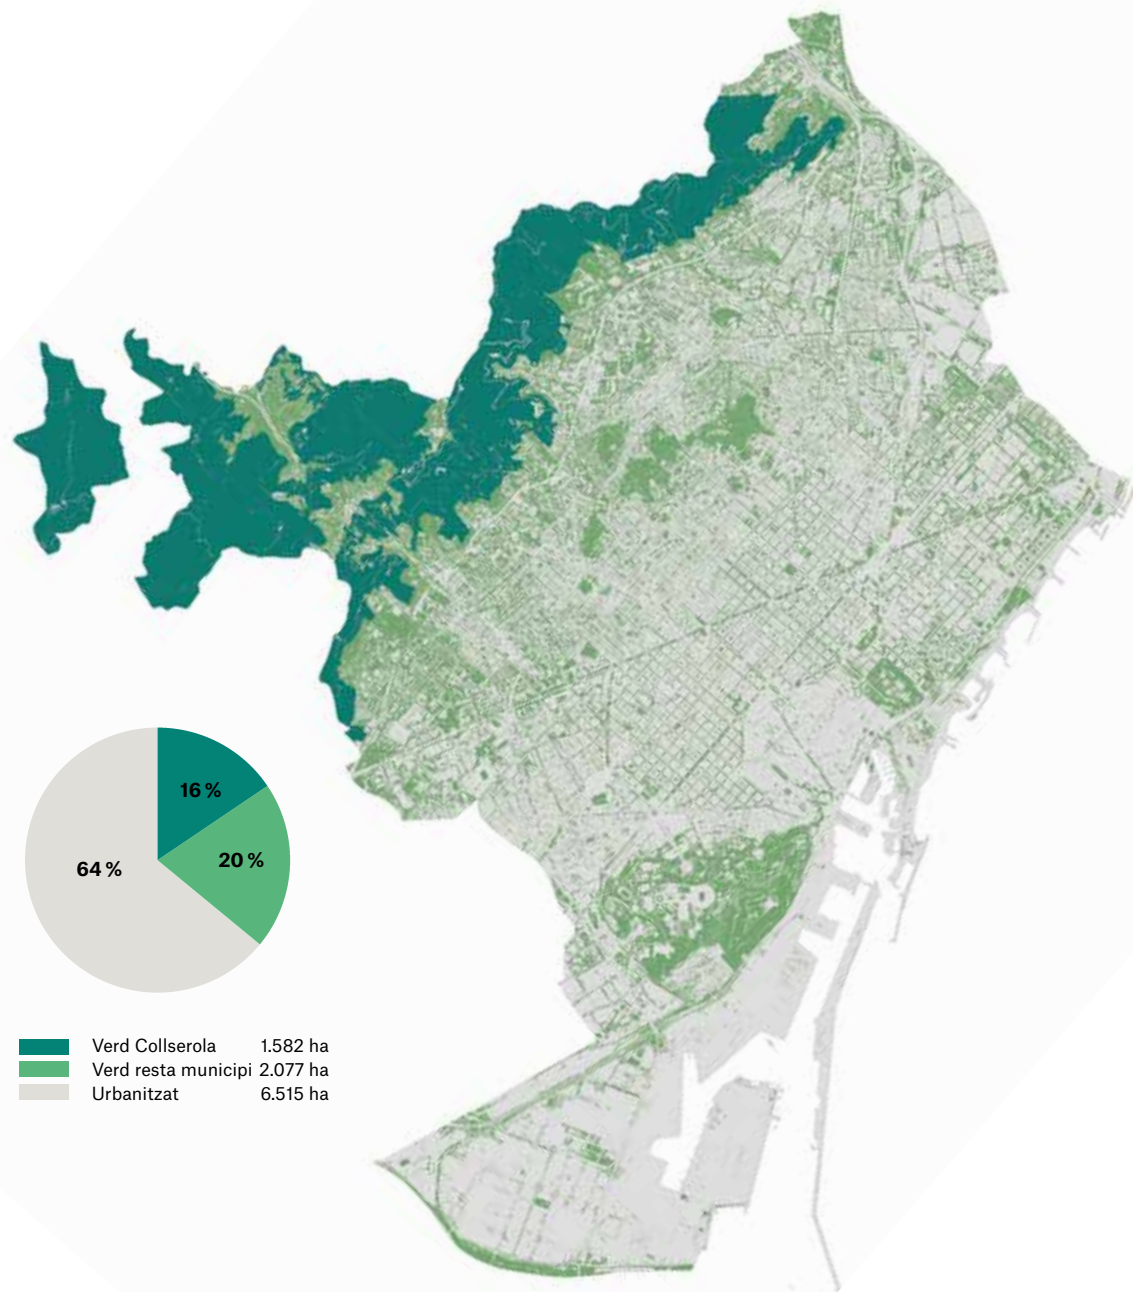 16 %
20 %
64 %
Verd Collserola 1.582 ha
Verd resta municipi 2.077 ha
Urbanitzat 6.515 ha